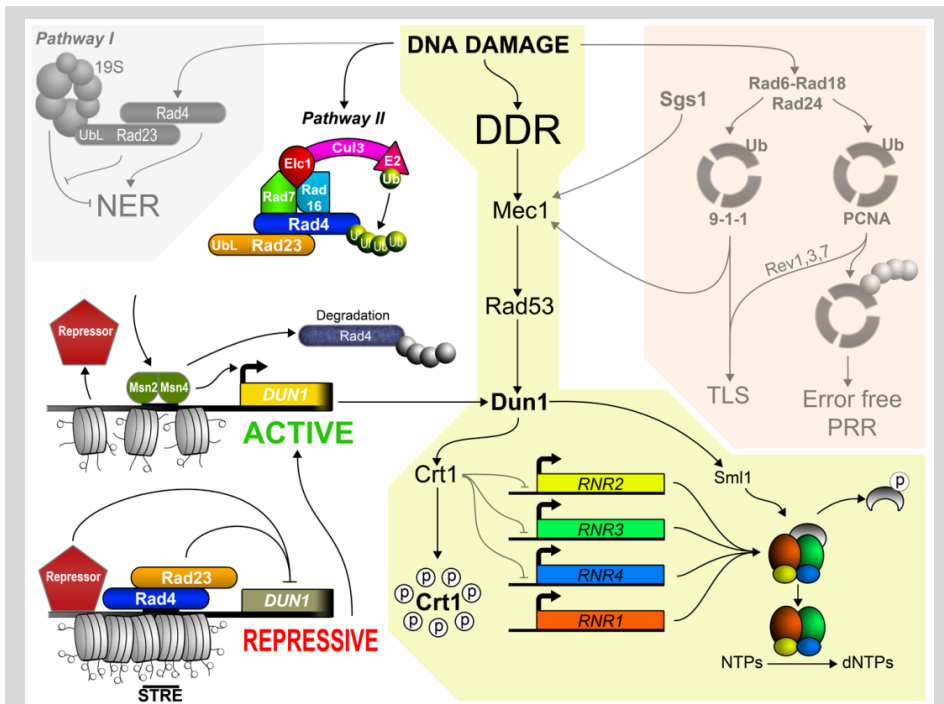 DNA DAMAGE
Pathway I
19S
Rad4
UbL
Rad23
NER
Pathway II
Cul3
Elc1
E2
Ub
Rad7
Rad
16
Rad4
Ub
Ub
Ub
Ub
UbL
Rad23
DDR
Mec1
Rad53
Dun1
Sgs1
Rad6-Rad18
Rad24
Ub
Ub
9-1-1
PCNA
Rev1,3,7
TLS
Error free
PRR
Repressor
Msn2
Msn4
Degradation
Rad4
DUN1
ACTIVE
Repressor
Rad23
Rad4
DUN1
REPRESSIVE
STRE
Crt1
Sml1
RNR2
RNR3
RNR4
RNR1
p
p
p
p
p
p
p
p
Crt1
NTPs
dNTPs